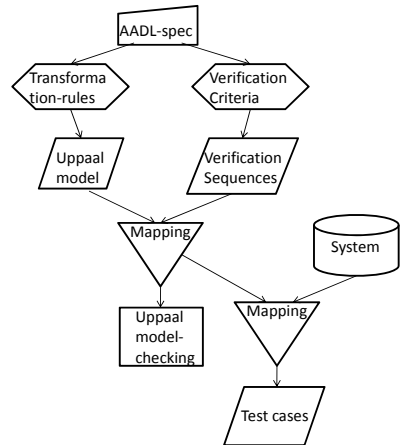 AADL-spec
Transforma
tion-rules
Verification
Criteria
Uppaal
model
Verification
Sequences
Mapping
System
Uppaal
model-
checking
Mapping
Test cases